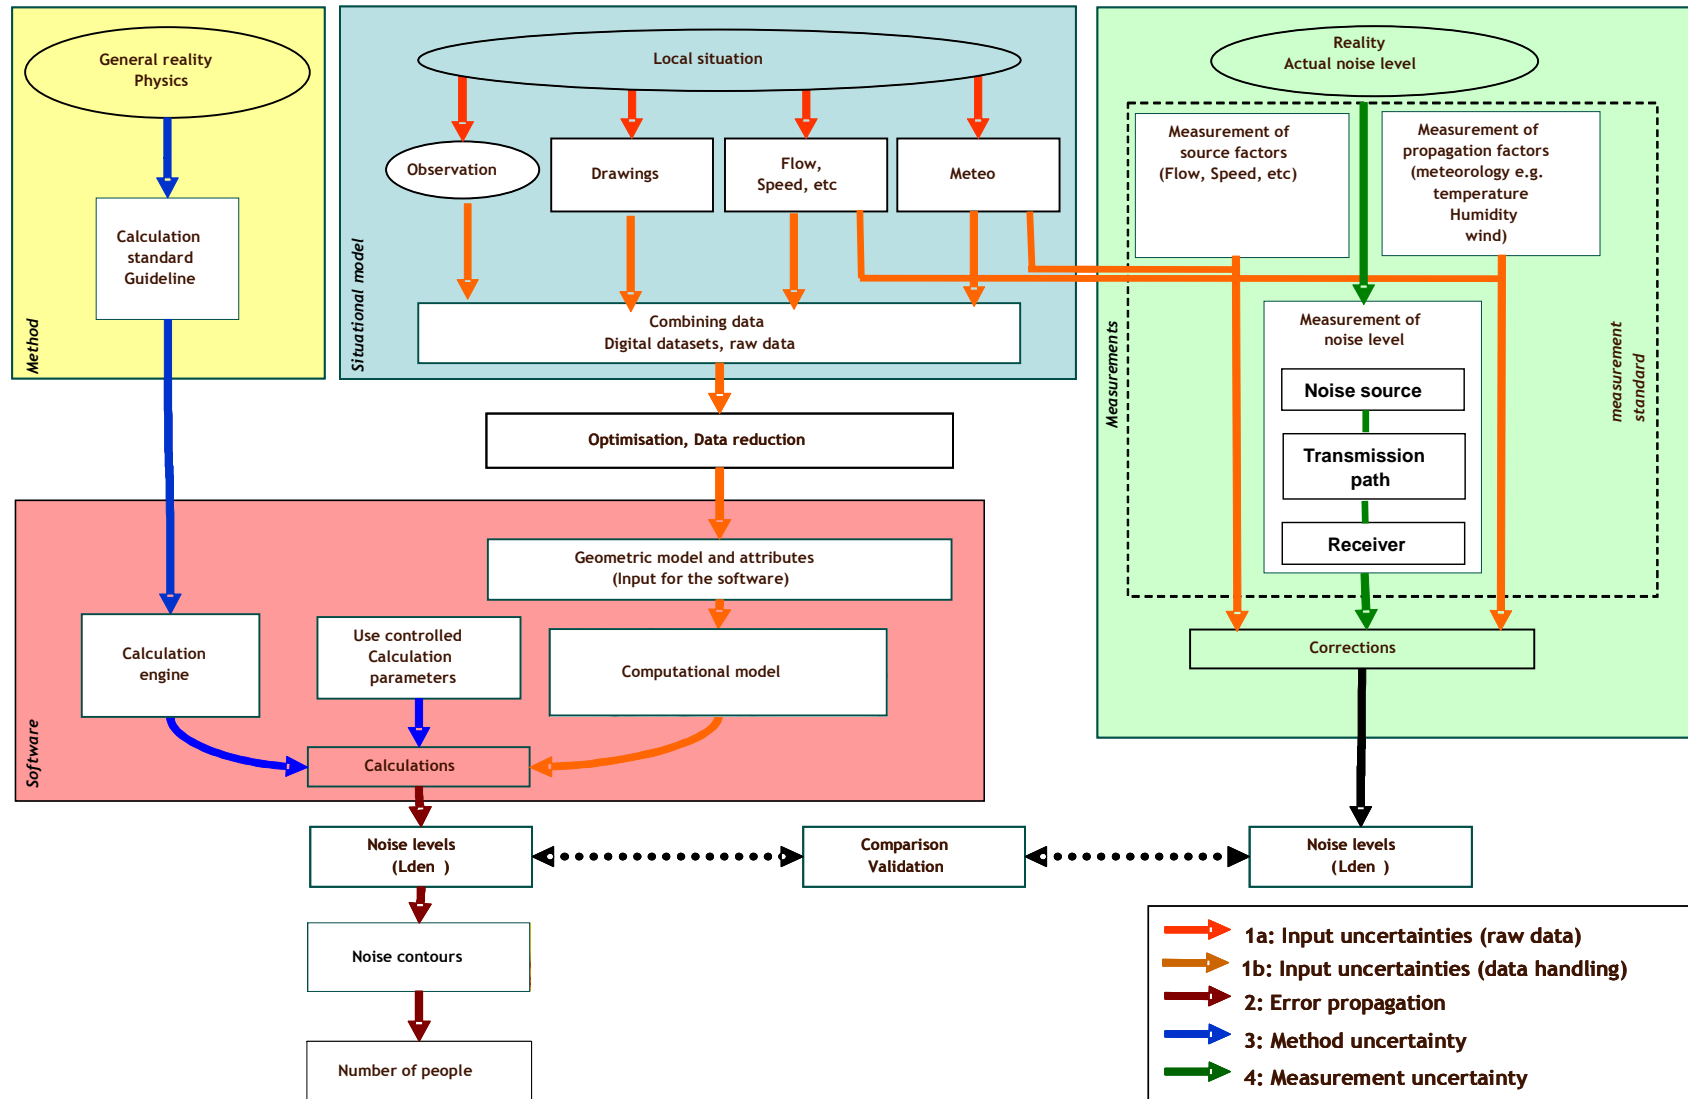 General reality
Physics
Calculation
standard
Guideline
Method
Local situation
Observation
Drawings
Flow,
Speed, etc
Meteo
Combining data
Digital datasets, raw data
Situational model
Reality
Actual noise level
Measurement of
source factors
(Flow, Speed, etc)
Measurement of
propagation factors
(meteorology e.g.
temperature
Humidity
wind)
Measurement of
noise level
Noise source
Transmission
path
Receiver
Measurements
measurement
standard
Corrections
Optimisation, Data reduction
Geometric model and attributes
(Input for the software)
Calculation
engine
Use controlled
Calculation
parameters
Computational model
Calculations
Software
Noise levels
(Lden )
Comparison
Validation
Noise levels
(Lden )
Noise contours
Number of people
1a: Input uncertainties (raw data)
1b: Input uncertainties (data handling)
2: Error propagation
3: Method uncertainty
4: Measurement uncertainty